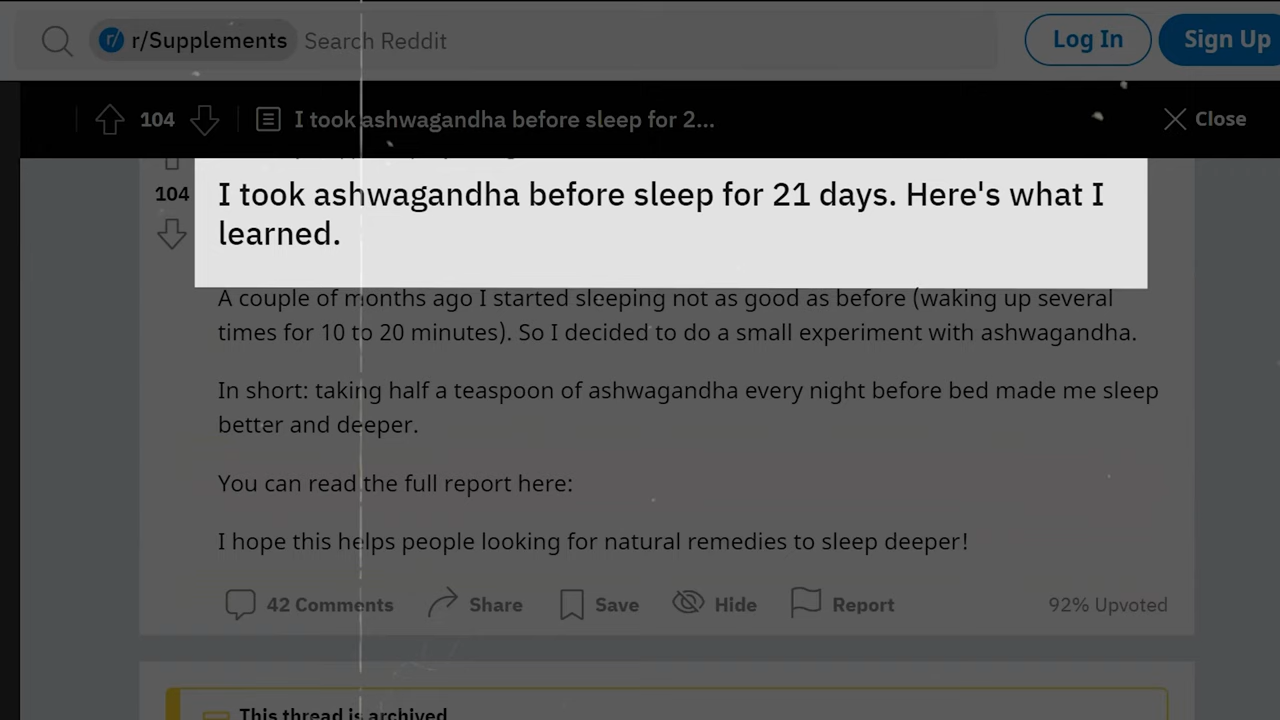 r/Supplements Search Reddit Log In Sign Up
104 I took ashwagandha before sleep for 2... Close
104
I took ashwagandha before sleep for 21 days. Here's what I
learned.
A couple of months ago I started sleeping not as good as before (waking up several
times for 10 to 20 minutes). So I decided to do a small experiment with ashwagandha.
In short: taking half a teaspoon of ashwagandha every night before bed made me sleep
better and deeper.
You can read the full report here:
I hope this helps people looking for natural remedies to sleep deeper!
42 Comments Share Save Hide Report 92% Upvoted
This thread is archived